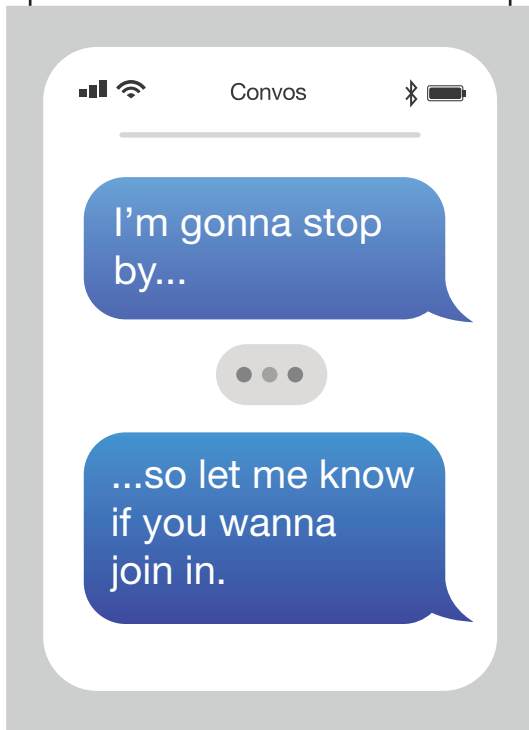 Convos
I’m gonna stop
by...
...so let me know
if you wanna
join in.